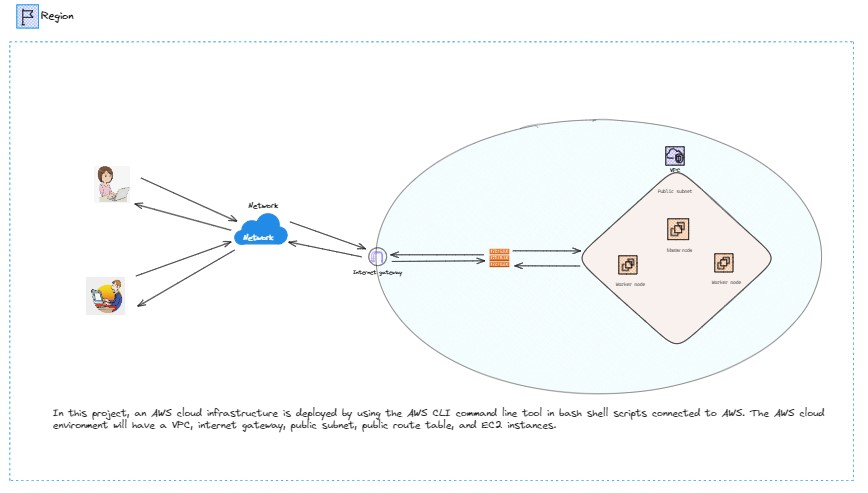 Region
Network
Network
Internet gateway
VPC
Public subnet
Master node
Worker node
Worker node
In this project, an AWS cloud infrastructure is deployed by using the AWS CLI command line tool in bash shell scripts connected to AWS. The AWS cloud
environment will have a VPC, internet gateway, public subnet, public route table, and EC2 instances.